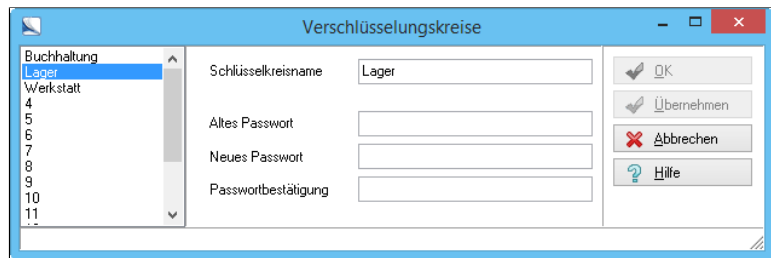 Verschlüsselungskreise
Buchhaltung
Lager
Werkstatt
4
5
6
7
8
9
10
11
Schlüsselkreisname
Lager
Altes Passwort
Neues Passwort
Passwortbestätigung
OK
Übernehmen
Abbrechen
Hilfe